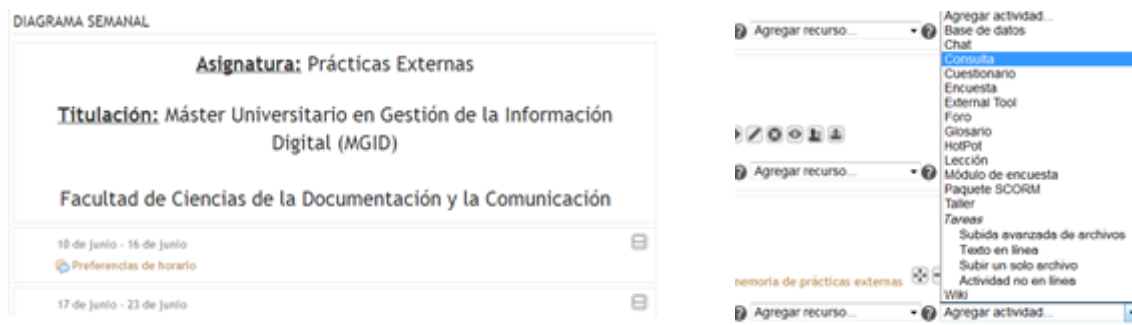 DIAGRAMA SEMANAL
Asignatura: Prácticas Externas
Titulación: Máster Universitario en Gestión de la Información
Digital (MGID)
Facultad de Ciencias de la Documentación y la Comunicación
10 de junio - 16 de junio
Preferencias de horario
17 de junio - 23 de junio
Agregar recurso...
Agregar actividad...
Base de datos
Chat
Consulta
Cuestionario
Encuesta
External Tool
Foro
Glosario
HotPot
Lección
Agregar recurso...
Módulo de encuesta
Paquete SCORM
Taller
Tareas
Subida avanzada de archivos
Texto en línea
Subir un solo archivo
Actividad no en línea
memoria de prácticas externas
Wiki
Agregar recurso...
Agregar actividad...